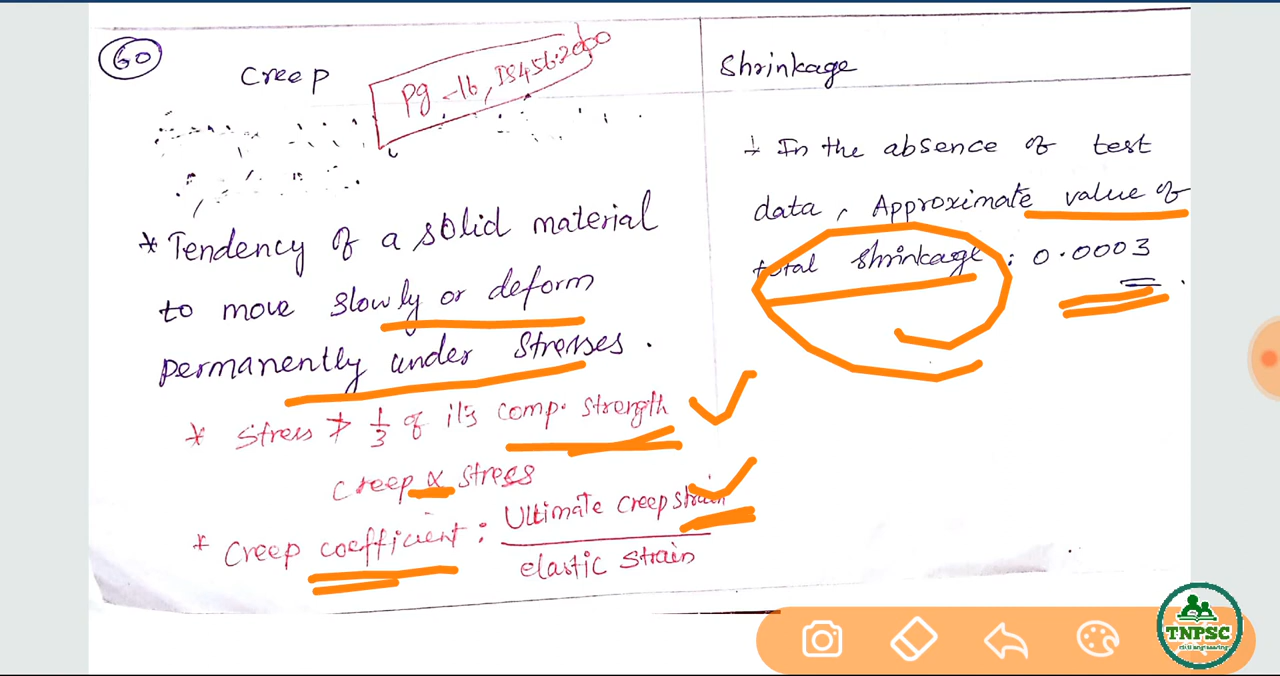 60
Creep
Pg -16, IS456:2000
* Tendency of a solid material
to move slowly or deform
permanently under stresses.
* Stress ≯ 1/3 of it's comp. strength
creep ∝ stress
* Creep coefficient : Ultimate creep strain
elastic strain
Shrinkage
+ In the absence of test
data, Approximate value of
total shrinkage : 0.0003
TNPSC
civil engineering